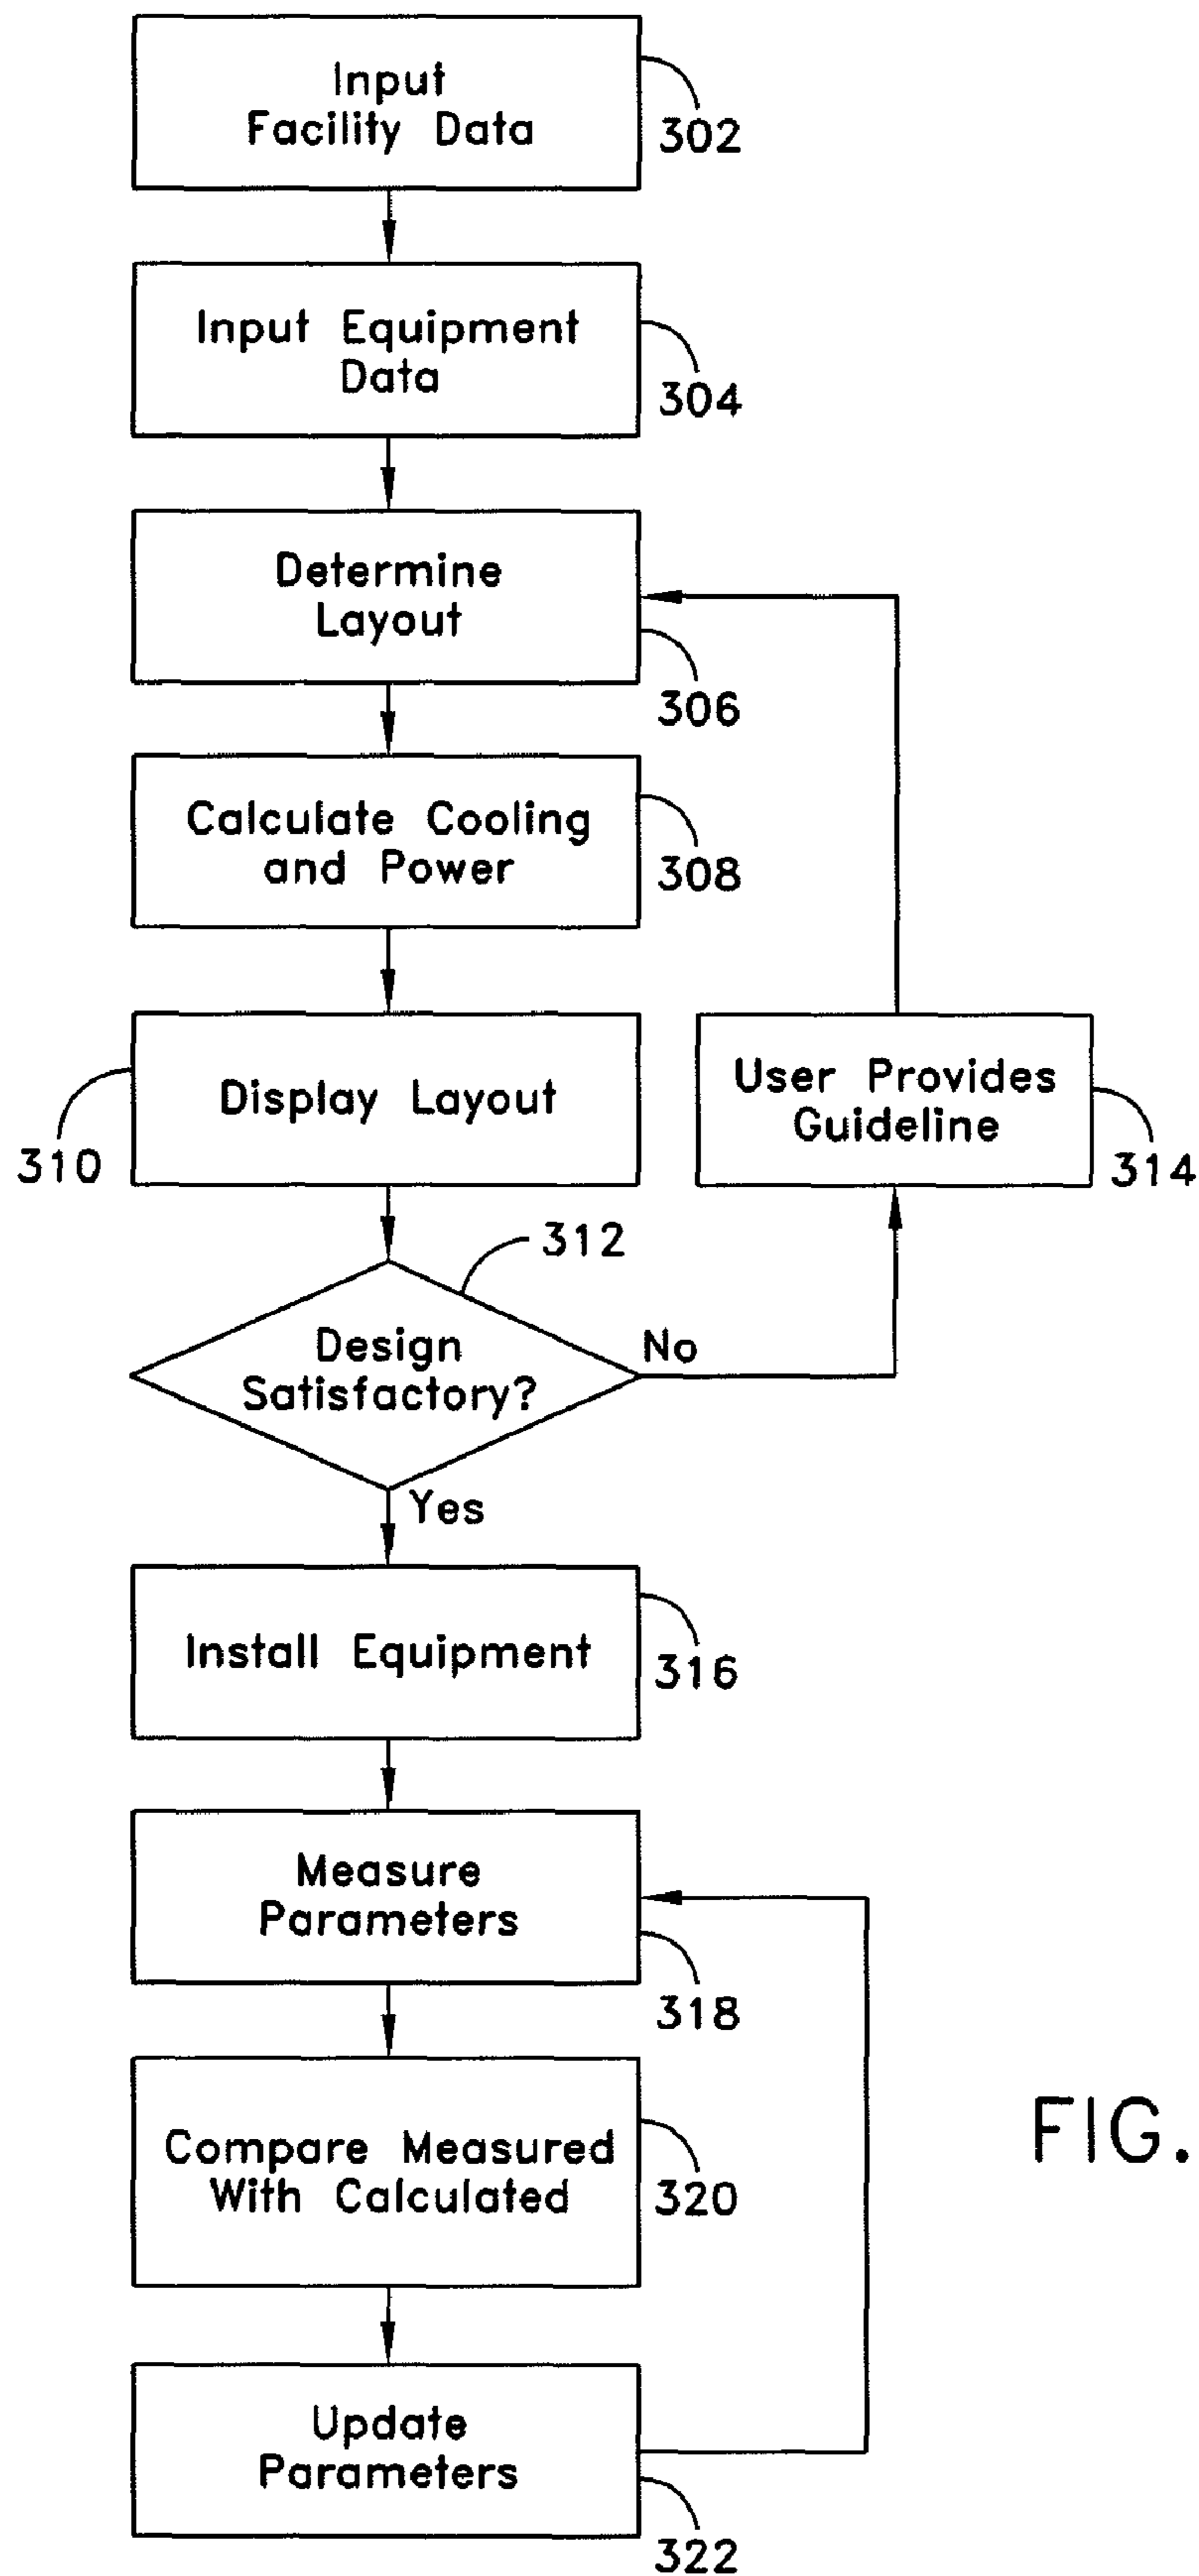 Input
Facility Data
302
Input Equipment
Data
304
Determine
Layout
306
Calculate Cooling
and Power
308
Display Layout
310
User Provides
Guideline
314
312
Design
Satisfactory?
No
Yes
Install Equipment
316
Measure
Parameters
318
Compare Measured
With Calculated
320
FIG.
Update
Parameters
322